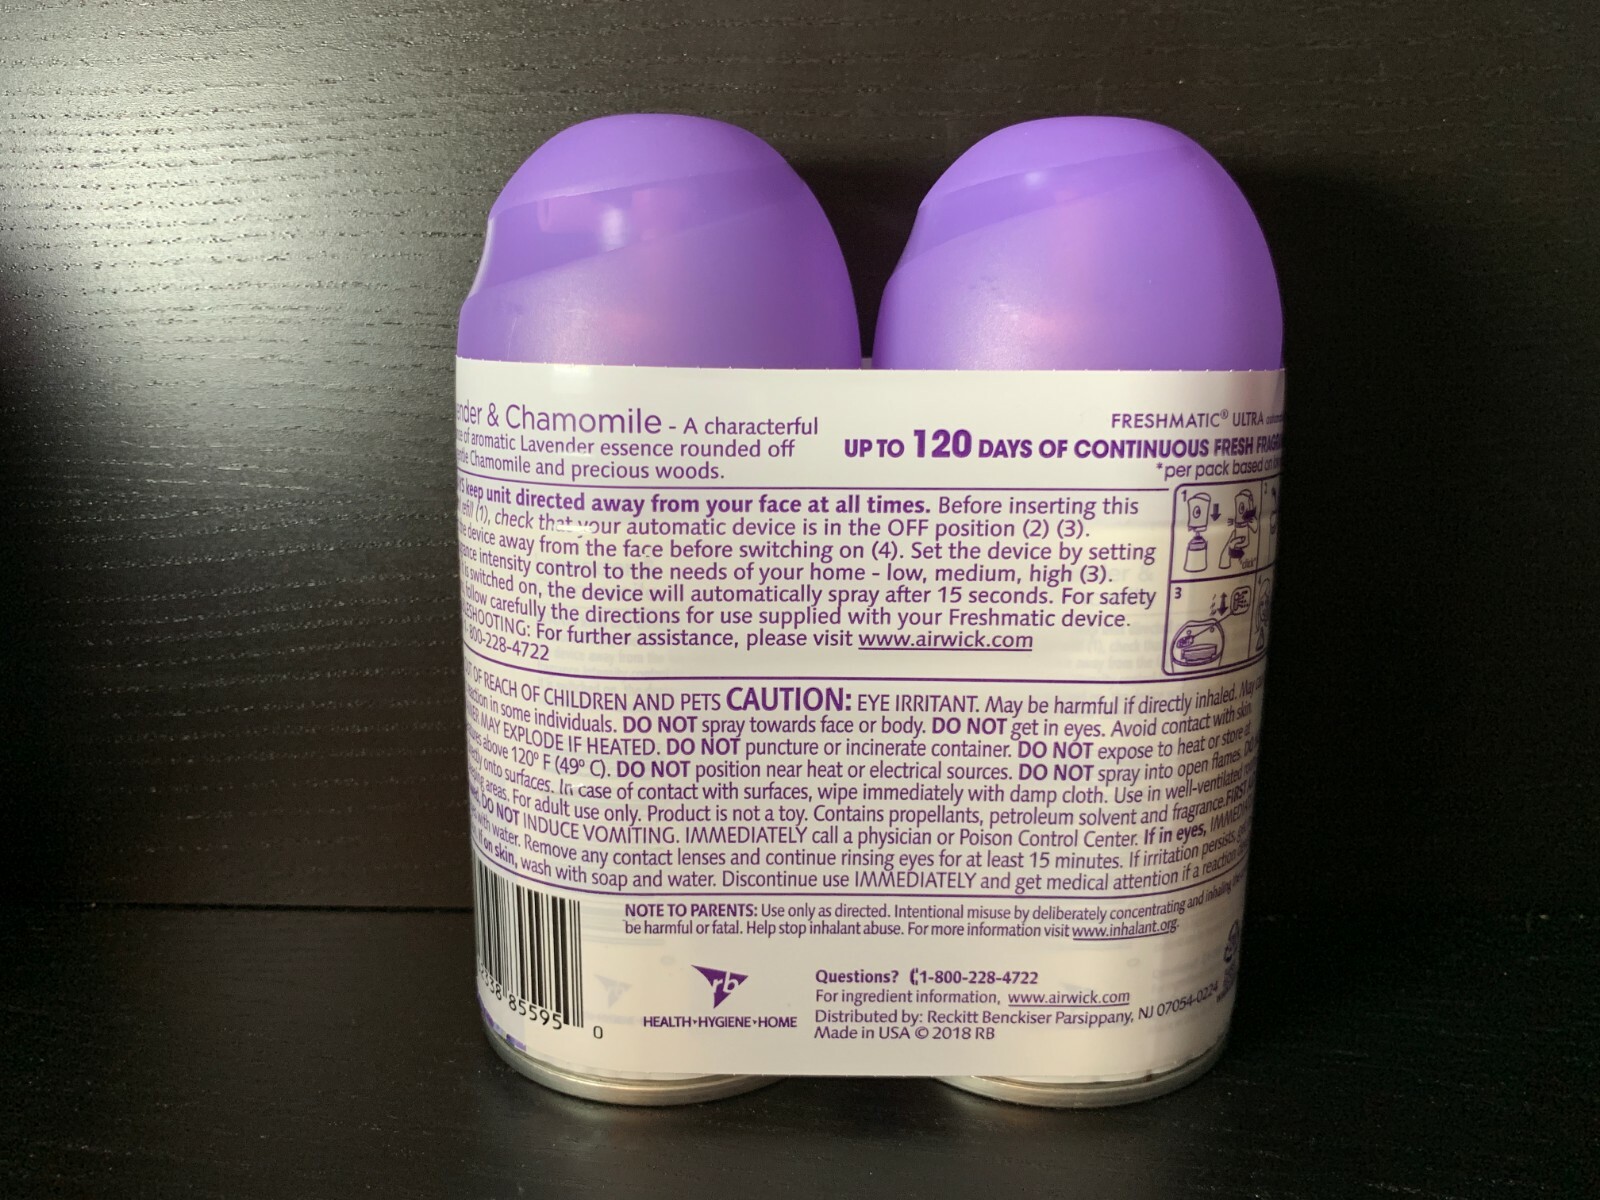 & Chamomile - A characterful
of aromatic Lavender essence rounded off
Chamomile and precious woods.
FRESHMATIC® ULTRA
UP TO 120 DAYS OF CONTINUOUS FRESH
*per pack based on
keep unit directed away from your face at all times. Before inserting this
refill (1), check that your automatic device is in the OFF position (2) (3).
device away from the face before switching on (4). Set the device by setting
intensity control to the needs of your home - low, medium, high (3).
is switched on, the device will automatically spray after 15 seconds. For safety
follow carefully the directions for use supplied with your Freshmatic device.
For further assistance, please visit www.airwick.com
-800-228-4722
1
2
"click"
3
4
OF REACH OF CHILDREN AND PETS CAUTION: EYE IRRITANT. May be harmful if directly inhaled. May
in some individuals. DO NOT spray towards face or body. DO NOT get in eyes. Avoid contact with skin.
MAY EXPLODE IF HEATED. DO NOT puncture or incinerate container. DO NOT expose to heat or store at
above 120° F (49° C). DO NOT position near heat or electrical sources. DO NOT spray into open flames.
onto surfaces. In case of contact with surfaces, wipe immediately with damp cloth. Use in well-ventilated
areas. For adult use only. Product is not a toy. Contains propellants, petroleum solvent and fragrance. FIRST
DO NOT INDUCE VOMITING. IMMEDIATELY call a physician or Poison Control Center. If in eyes,
with water. Remove any contact lenses and continue rinsing eyes for at least 15 minutes. If irritation persists,
If on skin, wash with soap and water. Discontinue use IMMEDIATELY and get medical attention if a reaction
NOTE TO PARENTS: Use only as directed. Intentional misuse by deliberately concentrating and inhaling
be harmful or fatal. Help stop inhalant abuse. For more information visit www.inhalant.org.
85595 0
rb
HEALTH•HYGIENE•HOME
Questions? 1-800-228-4722
For ingredient information, www.airwick.com
Distributed by: Reckitt Benckiser Parsippany, NJ 07054-0224
Made in USA © 2018 RB